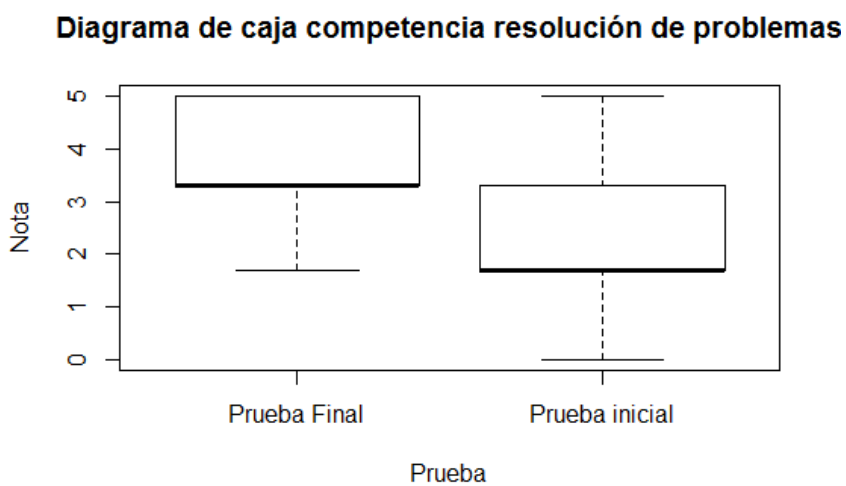 Diagrama de caja competencia resolución de problemas
5
4
3
2
1
0
Nota
Prueba Final
Prueba inicial
Prueba